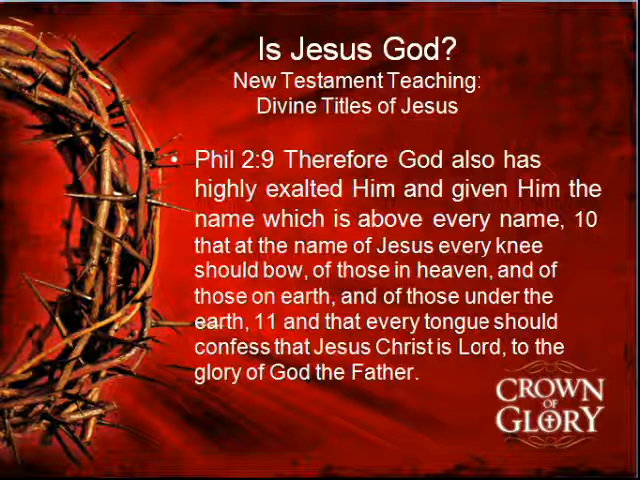 Is Jesus God?
New Testament Teaching:
Divine Titles of Jesus
• Phil 2:9 Therefore God also has
highly exalted Him and given Him the
name which is above every name, 10
that at the name of Jesus every knee
should bow, of those in heaven, and of
those on earth, and of those under the
earth, 11 and that every tongue should
confess that Jesus Christ is Lord, to the
glory of God the Father.
CROWN
OF
GLORY